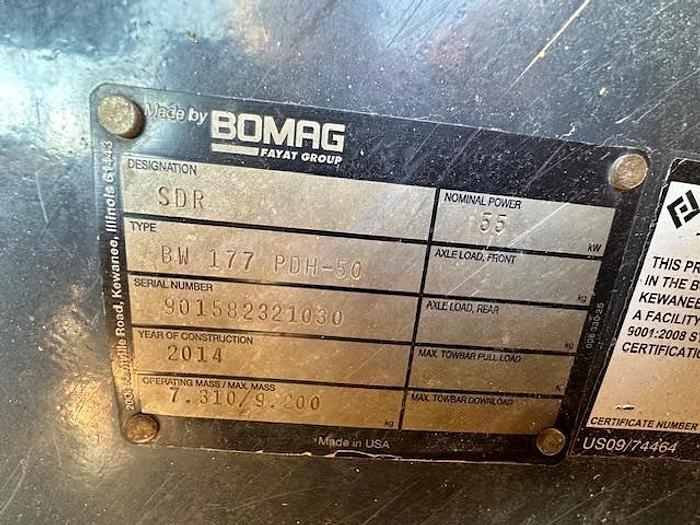 Made by BOMAG
FAYAT GROUP
DESIGNATION
SDR
NOMINAL POWER
55
kW
TYPE
BW 177 PDH-50
AXLE LOAD, FRONT
kg
SERIAL NUMBER
901582321030
AXLE LOAD, REAR
kg
YEAR OF CONSTRUCTION
2014
MAX. TOWBAR PULL LOAD
OPERATING MASS / MAX. MASS
7.310/9.200
kg
MAX. TOWBAR DOWNLOAD
Made in USA
Road, Kewanee, Illinois 61443
THIS PR
IN THE B
KEWANEE
A FACILITY
9001:2008 SY
CERTIFICATI
CERTIFICATE NUMBER
US09/74464